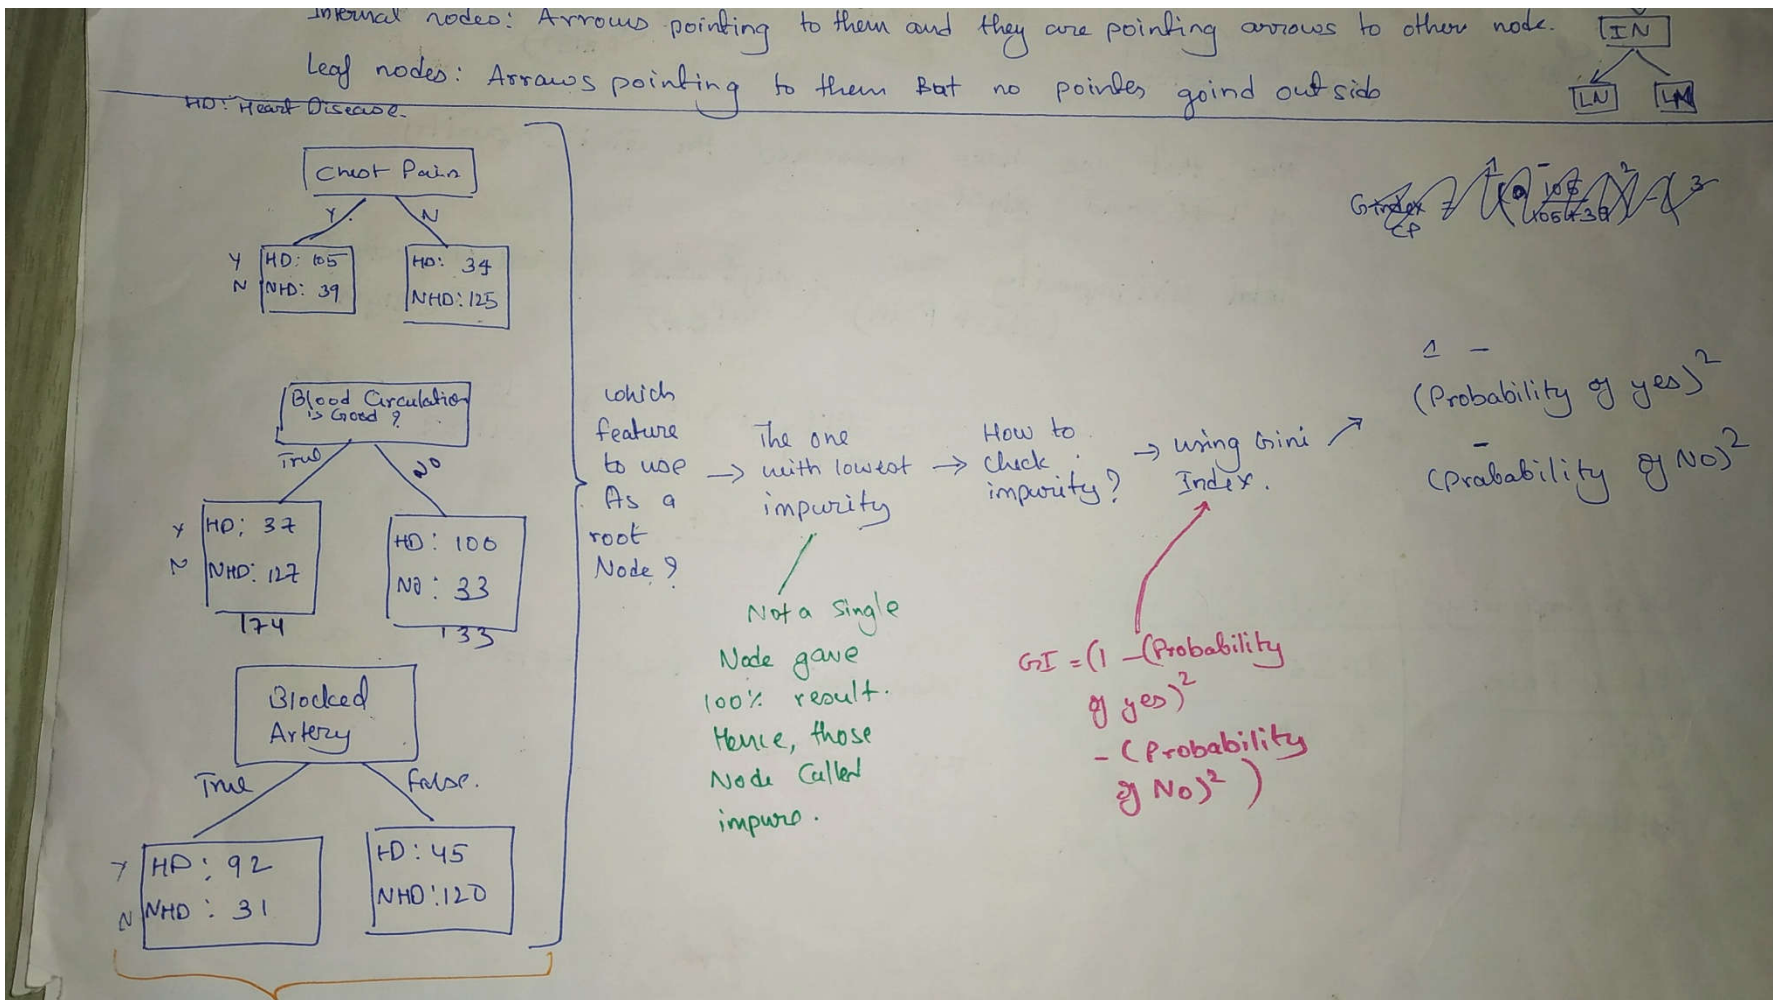 Internal nodes: Arrows pointing to them and they are pointing arrows to other node.
IN
Leaf nodes: Arrows pointing to them But no pointer goind outside
LN LN
HD: Heart Disease.
Chest Pain
Y. N
Y HD: 105
N NHD: 39
HD: 34
NHD: 125
Blood Circulation
is Good?
True No
Y HD: 37
N NHD: 127
174
HD: 100
NO: 33
133
Blocked
Artery
True False.
Y HD: 92
N NHD: 31
HD: 45
NHD: 120
which
feature
to use
As a
root
Node?
The one
with lowest
impurity
Not a single
Node gave
100% result.
Hence, those
Node Called
impure.
How to
check
impurity?
using Gini
Index.
GI = (1 - (Probability
of yes)²
- (Probability
of No)²)
1 -
(Probability of yes)²
-
(Prabability of No)²